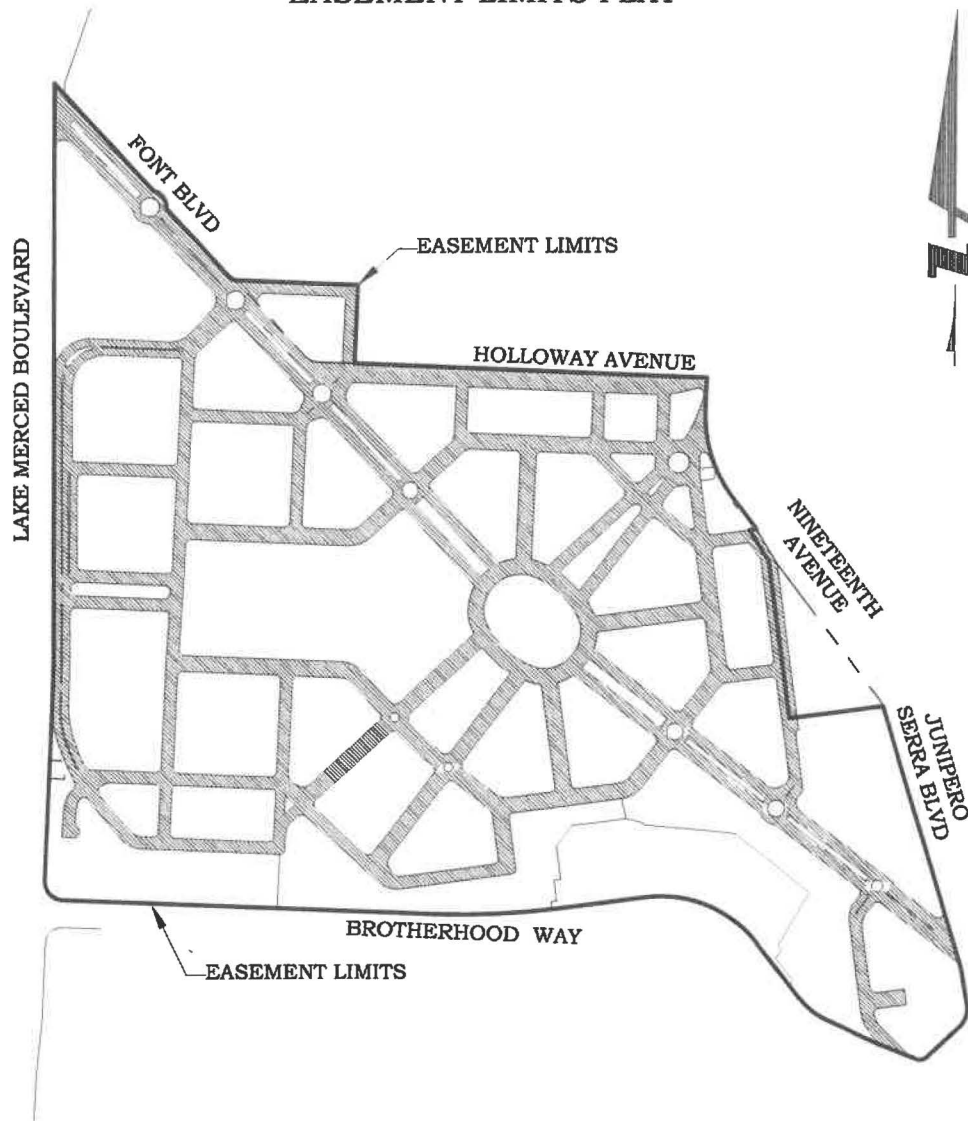 EASEMENT LIMITS PLAT
FONT BLVD
EASEMENT LIMITS
LAKE MERCED BOULEVARD
HOLLOWAY AVENUE
NINETEENTH
AVENUE
JUNIPERO
SERRA BLVD
BROTHERHOOD WAY
EASEMENT LIMITS